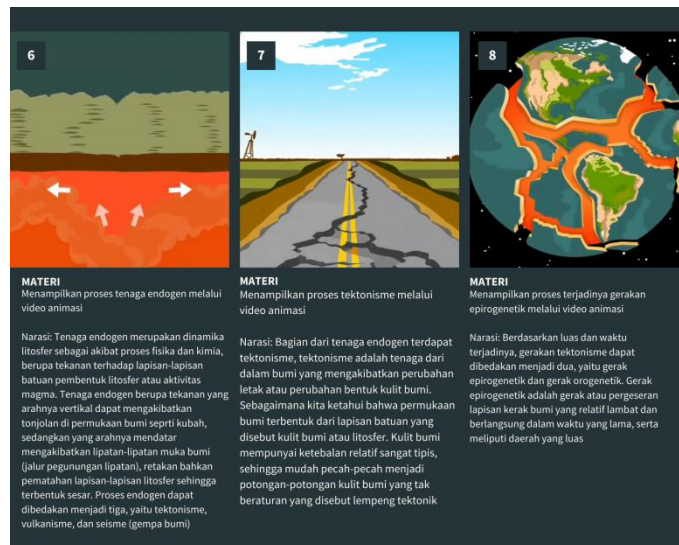 6
MATERI
Menampilkan proses tenaga endogen melalui
video animasi
Narasi: Tenaga endogen merupakan dinamika
litosfer sebagai akibat proses fisika dan kimia,
berupa tekanan terhadap lapisan-lapisan
batuan pembentuk litosfer atau aktivitas
magma. Tenaga endogen berupa tekanan yang
arahnya vertikal dapat mengakibatkan
tonjolan di permukaan bumi seprti kubah,
sedangkan yang arahnya mendatar
mengakibatkan lipatan-lipatan muka bumi
(jalur pegunungan lipatan), retakan bahkan
pematahan lapisan-lapisan litosfer sehingga
terbentuk sesar. Proses endogen dapat
dibedakan menjadi tiga, yaitu tektonisme,
vulkanisme, dan seisme (gempa bumi)
7
MATERI
Menampilkan proses tektonisme melalui
video animasi
Narasi: Bagian dari tenaga endogen terdapat
tektonisme, tektonisme adalah tenaga dari
dalam bumi yang mengakibatkan perubahan
letak atau perubahan bentuk kulit bumi.
Sebagaimana kita ketahui bahwa permukaan
bumi terbentuk dari lapisan batuan yang
disebut kulit bumi atau litosfer. Kulit bumi
mempunyai ketebalan relatif sangat tipis,
sehingga mudah pecah-pecah menjadi
potongan-potongan kulit bumi yang tak
beraturan yang disebut lempeng tektonik
8
MATERI
Menampilkan proses terjadinya gerakan
epirogenetik melalui video animasi
Narasi: Berdasarkan luas dan waktu
terjadinya, gerakan tektonisme dapat
dibedakan menjadi dua, yaitu gerak
epirogenetik dan gerak orogenetik. Gerak
epirogenetik adalah gerak atau pergeseran
lapisan kerak bumi yang relatif lambat dan
berlangsung dalam waktu yang lama, serta
meliputi daerah yang luas